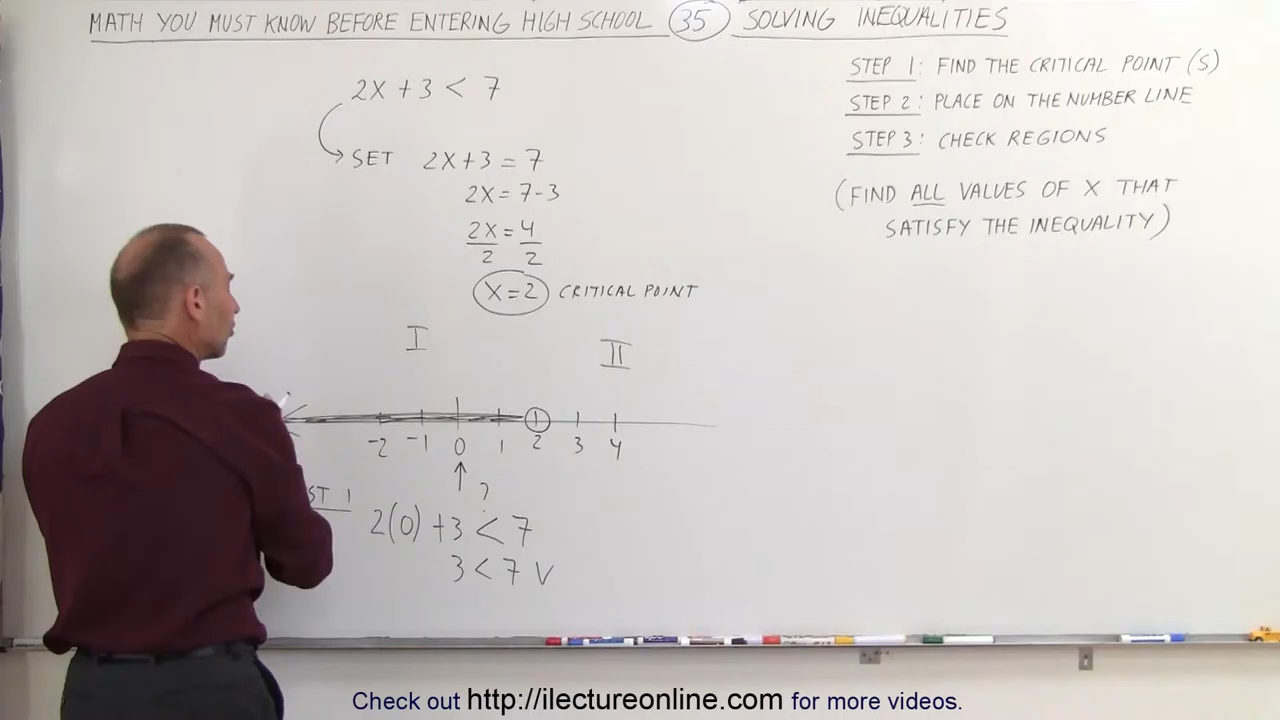 MATH YOU MUST KNOW BEFORE ENTERING HIGH SCHOOL 35 SOLVING INEQUALITIES
2X + 3 < 7
SET 2X+3 = 7
2X = 7-3
2X = 4
2 2
X=2 CRITICAL POINT
I II
-2 -1 0 1 2 3 4
ST 1
?
2(0) +3 < 7
3 < 7 √
STEP 1: FIND THE CRITICAL POINT(S)
STEP 2: PLACE ON THE NUMBER LINE
STEP 3: CHECK REGIONS
(FIND ALL VALUES OF X THAT
SATISFY THE INEQUALITY)
Check out http://ilectureonline.com for more videos.